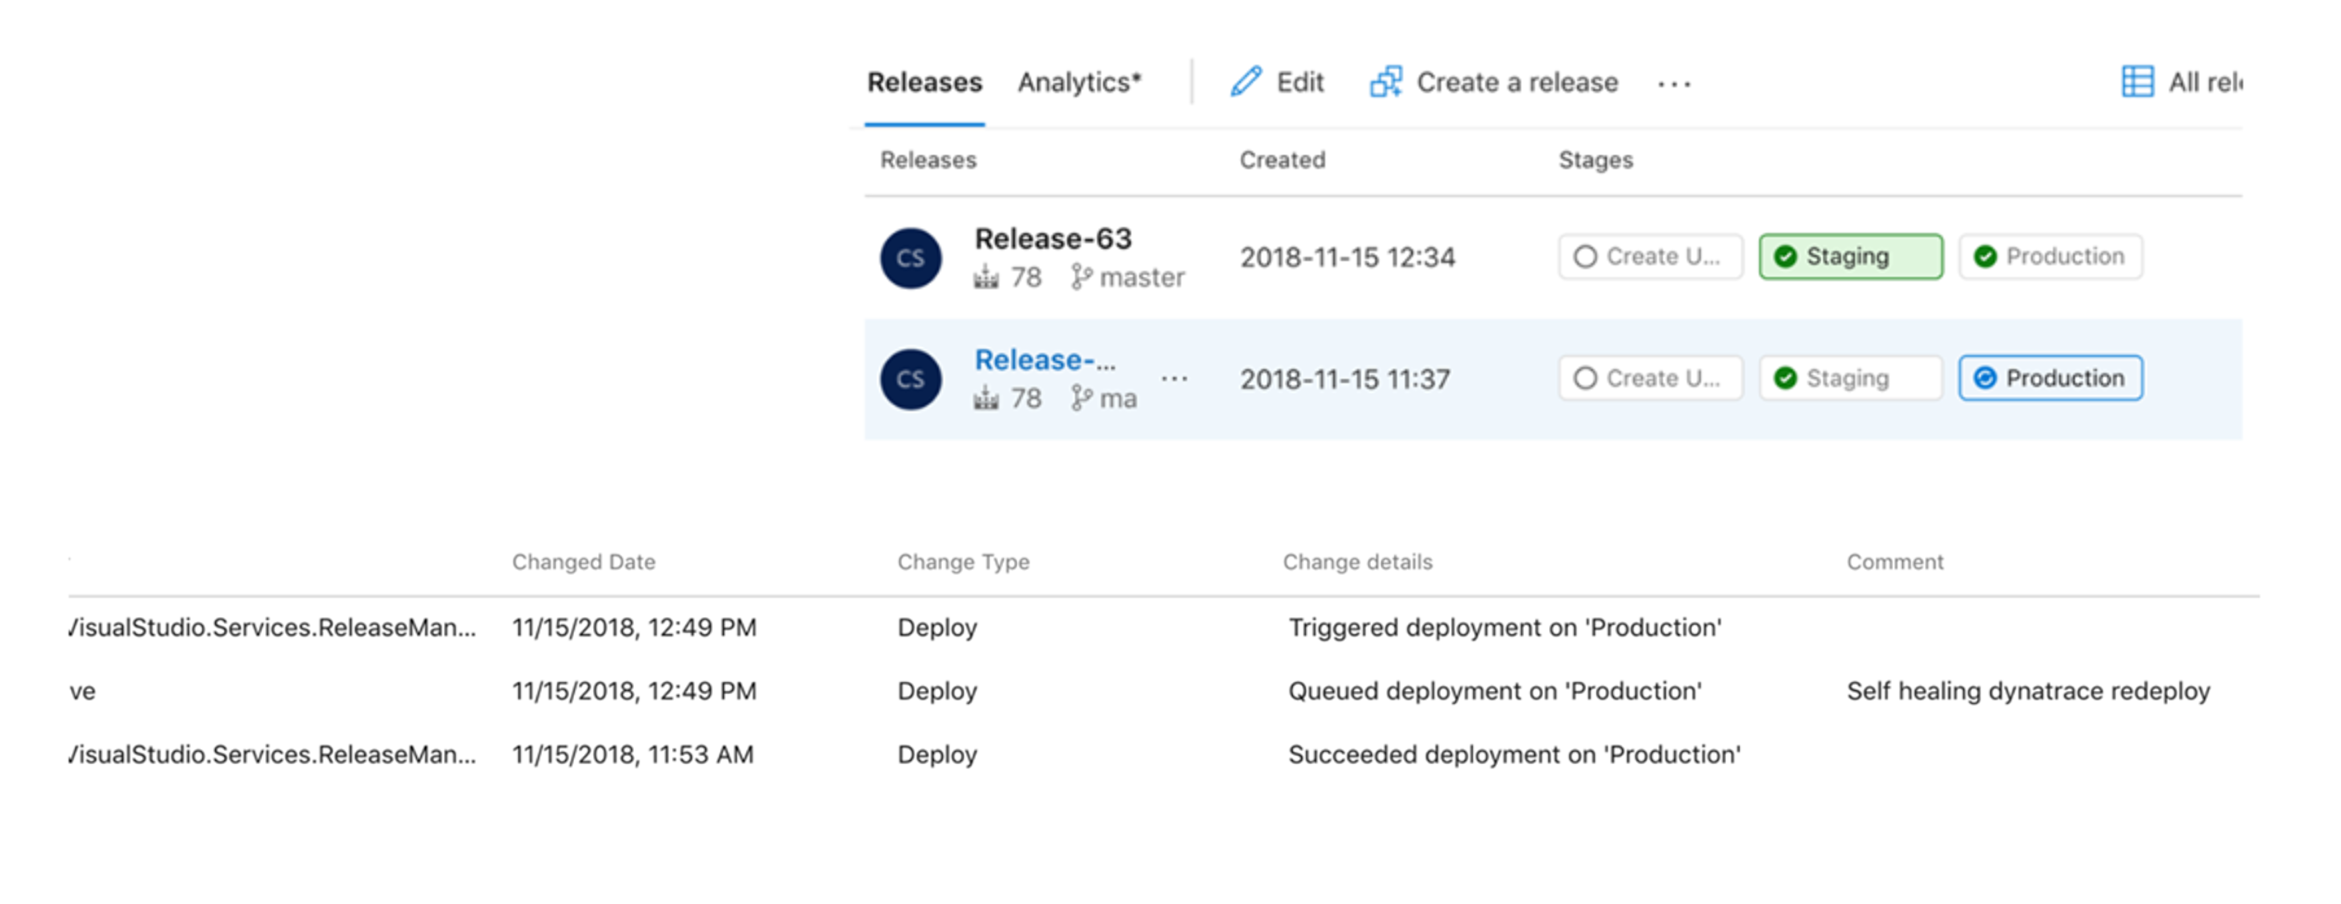 Releases Analytics* Edit Create a release ... All rel
Releases Created Stages
CS Release-63 2018-11-15 12:34 Create U... Staging Production
78 master
CS Release-... ... 2018-11-15 11:37 Create U... Staging Production
78 ma
Changed Date Change Type Change details Comment
VisualStudio.Services.ReleaseMan... 11/15/2018, 12:49 PM Deploy Triggered deployment on 'Production'
ve 11/15/2018, 12:49 PM Deploy Queued deployment on 'Production' Self healing dynatrace redeploy
VisualStudio.Services.ReleaseMan... 11/15/2018, 11:53 AM Deploy Succeeded deployment on 'Production'